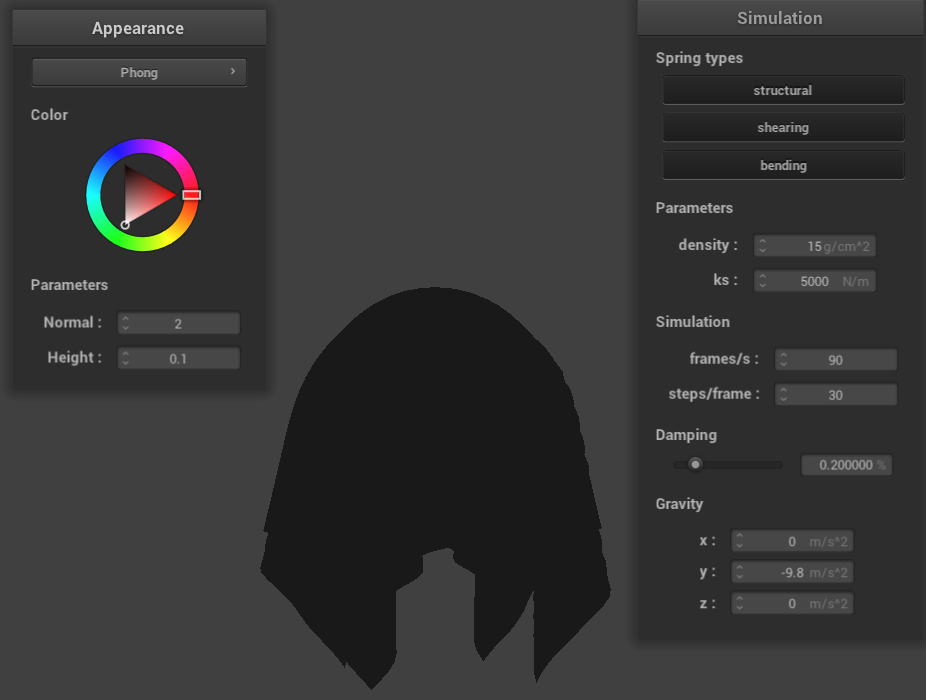 Appearance
Phong
Color
Parameters
Normal : 2
Height : 0.1
Simulation
Spring types
structural
shearing
bending
Parameters
density : 15 g/cm^2
ks : 5000 N/m
Simulation
frames/s : 90
steps/frame : 30
Damping
0.200000 %
Gravity
x : 0 m/s^2
y : -9.8 m/s^2
z : 0 m/s^2